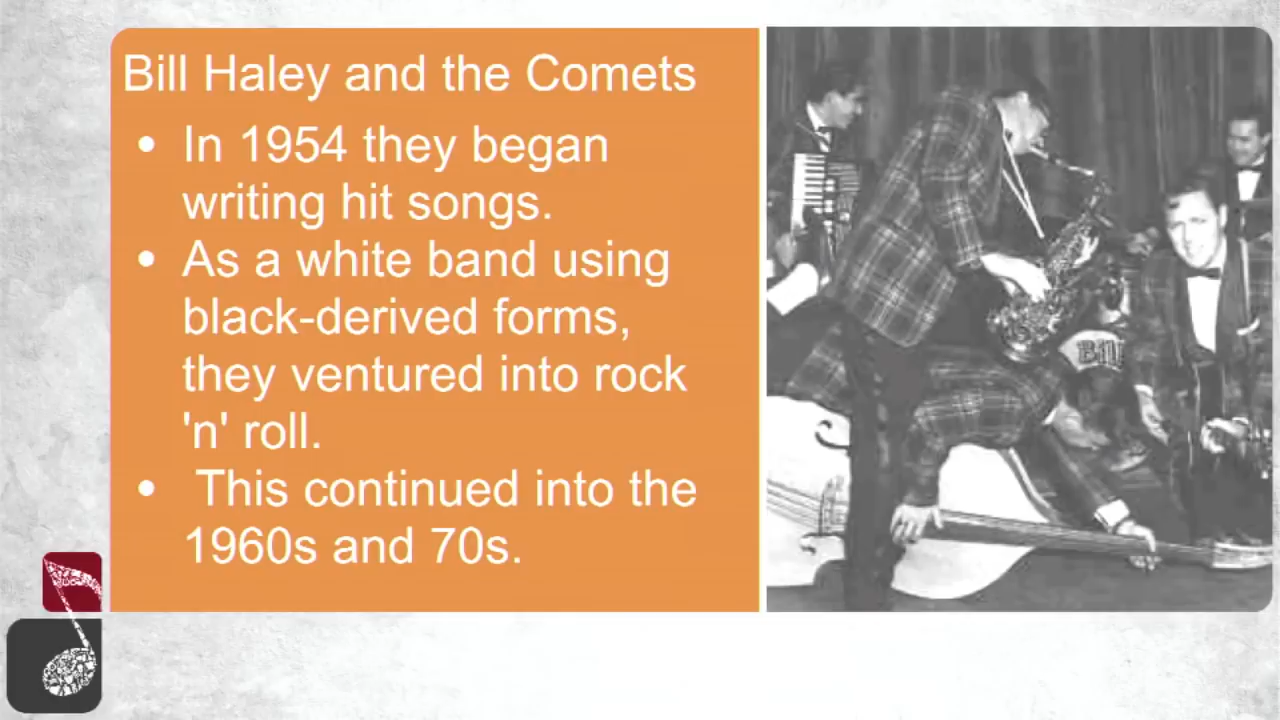 Bill Haley and the Comets
• In 1954 they began
writing hit songs.
• As a white band using
black-derived forms,
they ventured into rock
'n' roll.
• This continued into the
1960s and 70s.
Bill